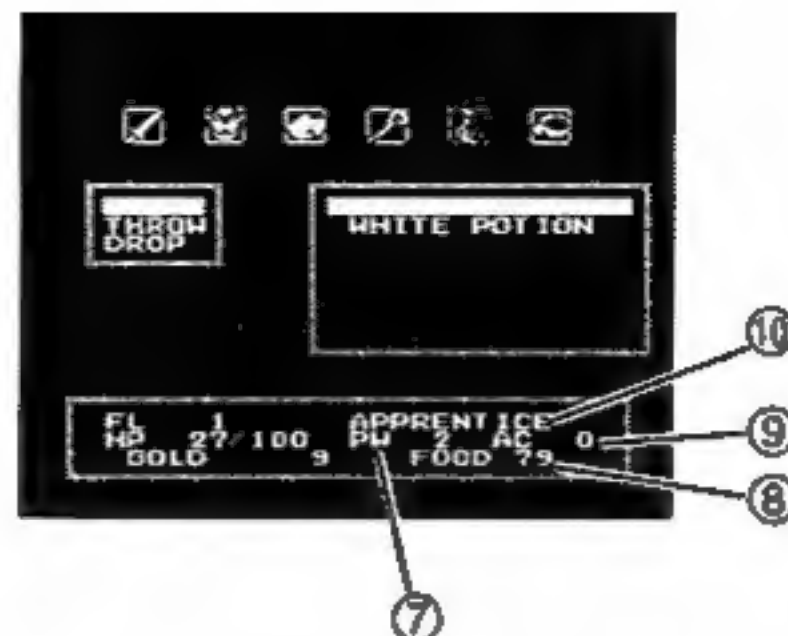 THROW
WHITE POTION
DROP
FL 1 APPRENTICE
HP 27/100 PW 2 AC 0
GOLD 9 FOOD 79
⑩
⑨
⑧
⑦